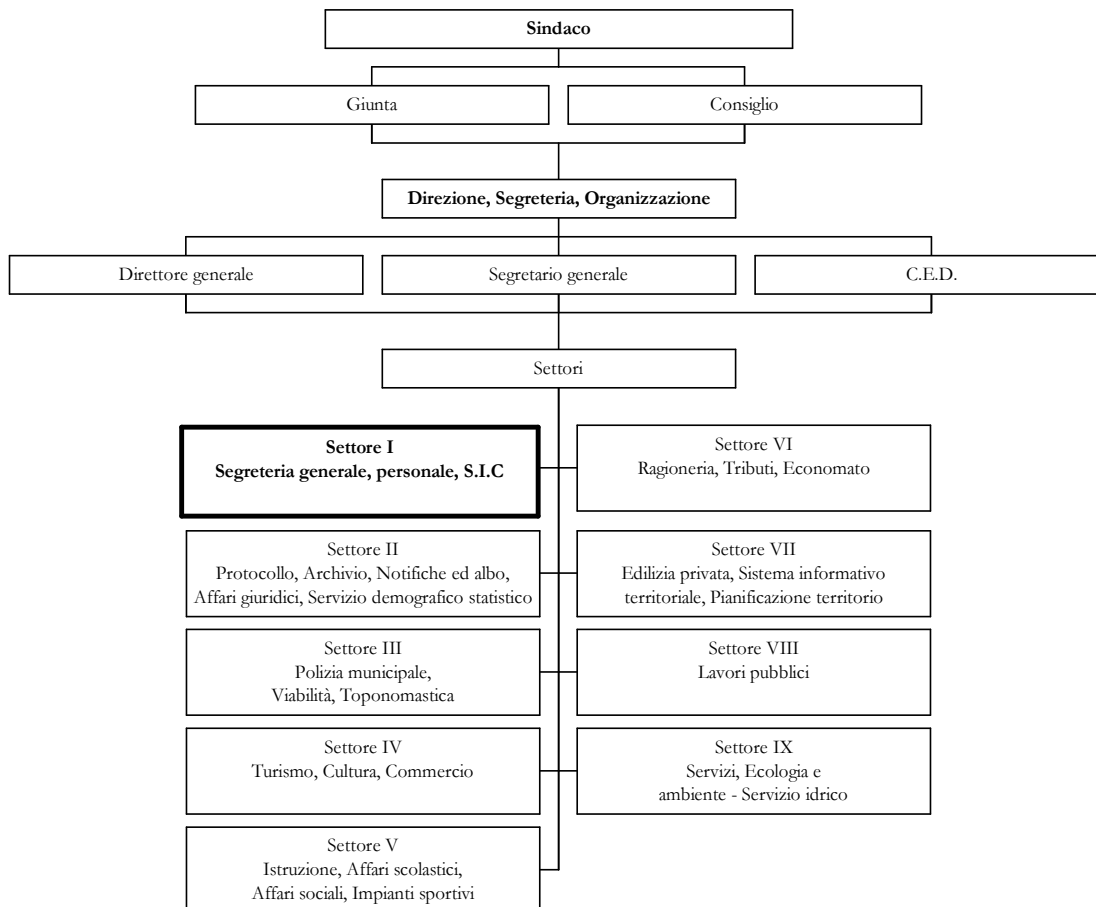 Sindaco
Giunta
Consiglio
Direzione, Segreteria, Organizzazione
Direttore generale
Segretario generale
C.E.D.
Settori
Settore I
Segreteria generale, personale, S.I.C
Settore VI
Ragioneria, Tributi, Economato
Settore II
Protocollo, Archivio, Notifiche ed albo,
Affari giuridici, Servizio demografico statistico
Settore VII
Edilizia privata, Sistema informativo
territoriale, Pianificazione territorio
Settore III
Polizia municipale,
Viabilità, Toponomastica
Settore VIII
Lavori pubblici
Settore IV
Turismo, Cultura, Commercio
Settore IX
Servizi, Ecologia e
ambiente - Servizio idrico
Settore V
Istruzione, Affari scolastici,
Affari sociali, Impianti sportivi